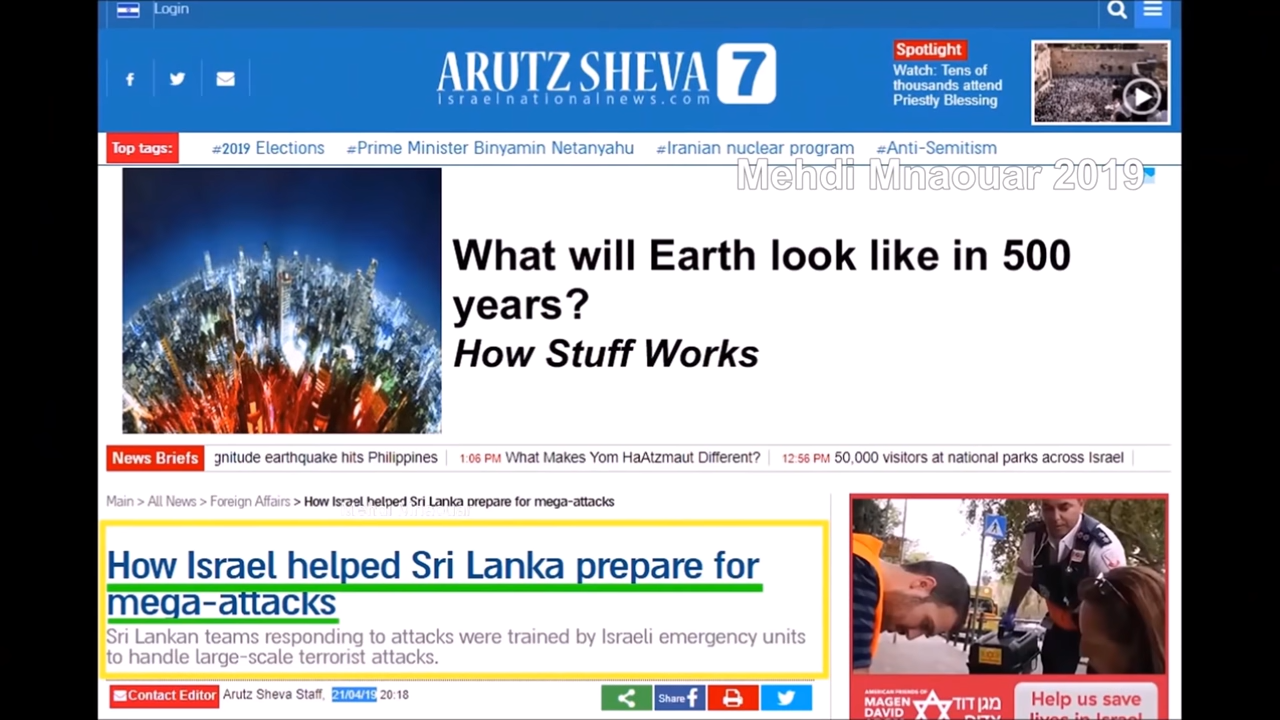 Login
ARUTZ SHEVA 7
israelnationalnews.com
Spotlight
Watch: Tens of
thousands attend
Priestly Blessing
Top tags: #2019 Elections #Prime Minister Binyamin Netanyahu #Iranian nuclear program #Anti-Semitism
Mehdi Mnaouar 2019
What will Earth look like in 500
years?
How Stuff Works
News Briefs gnitude earthquake hits Philippines 1:06 PM What Makes Yom HaAtzmaut Different? 12:56 PM 50,000 visitors at national parks across Israel
Main > All News > Foreign Affairs > How Israel helped Sri Lanka prepare for mega-attacks
How Israel helped Sri Lanka prepare for
mega-attacks
Sri Lankan teams responding to attacks were trained by Israeli emergency units
to handle large-scale terrorist attacks.
Contact Editor Arutz Sheva Staff, 21/04/19 20:18
Share f
AMERICAN FRIENDS OF
MAGEN
DAVID
מגן דוד
Help us save
lives in Israel